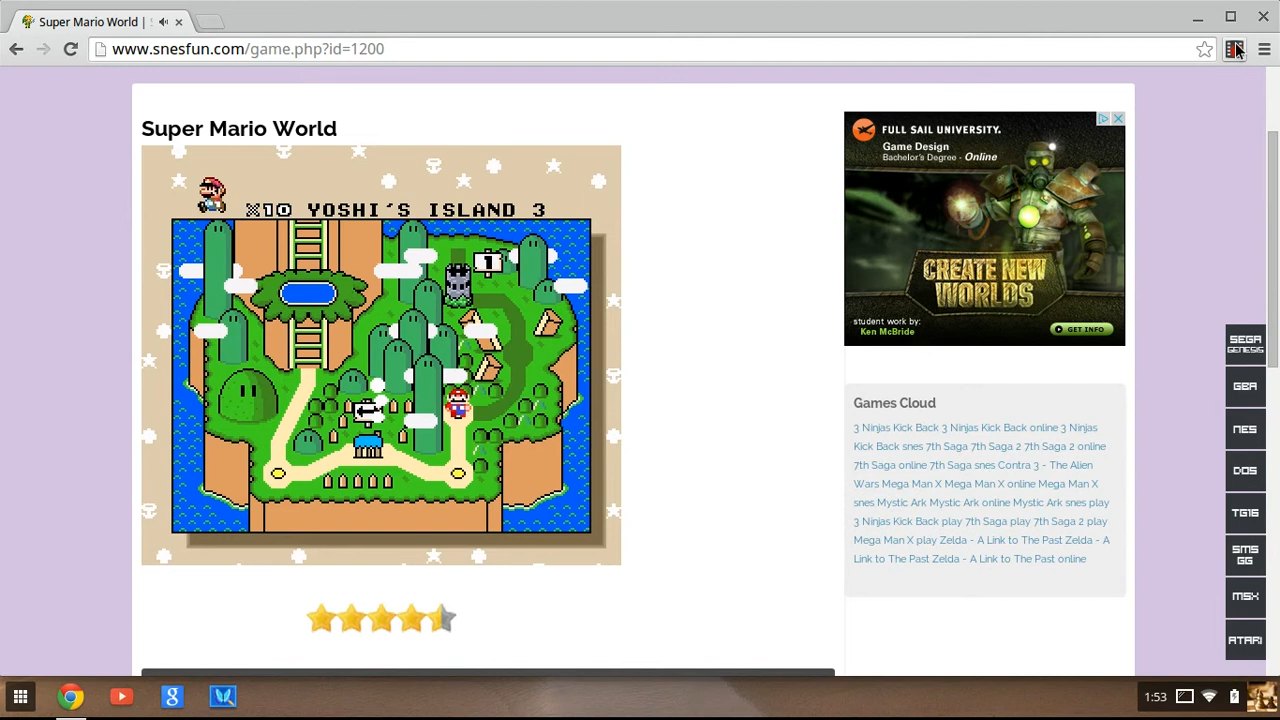 Super Mario World |
www.snesfun.com/game.php?id=1200
Super Mario World
x10 YOSHI'S ISLAND 3
1
FULL SAIL UNIVERSITY.
Game Design
Bachelor's Degree - Online
CREATE NEW
WORLDS
student work by:
Ken McBride
GET INFO
Games Cloud
3 Ninjas Kick Back 3 Ninjas Kick Back online 3 Ninjas
Kick Back snes 7th Saga 7th Saga 2 7th Saga 2 online
7th Saga online 7th Saga snes Contra 3 - The Alien
Wars Mega Man X Mega Man X online Mega Man X
snes Mystic Ark Mystic Ark online Mystic Ark snes play
3 Ninjas Kick Back play 7th Saga play 7th Saga 2 play
Mega Man X play Zelda - A Link to The Past Zelda - A
Link to The Past Zelda - A Link to The Past online
SEGA
GENESIS
GBA
NES
DOS
TG16
SMS
GG
MSX
ATARI
g
1:53